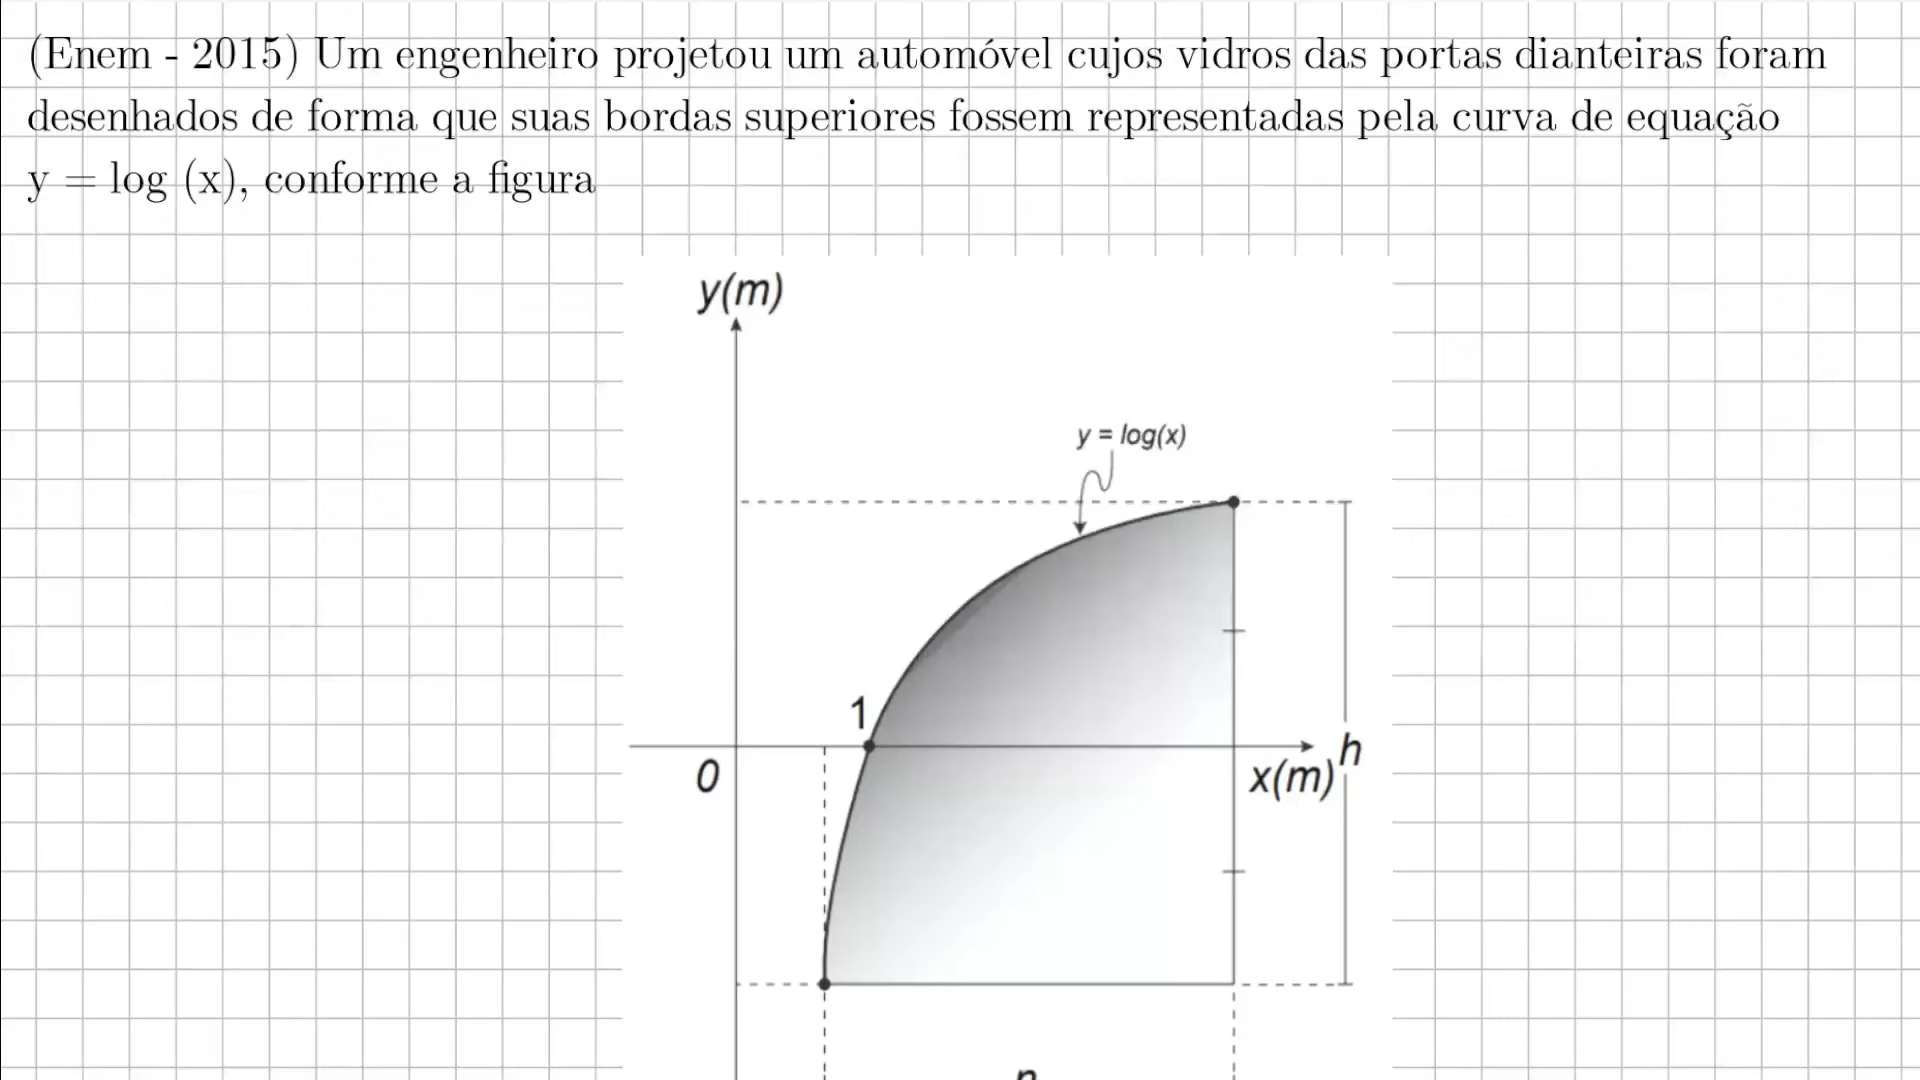 (Enem - 2015) Um engenheiro projetou um automóvel cujos vidros das portas dianteiras foram
desenhados de forma que suas bordas superiores fossem representadas pela curva de equação
y = log (x), conforme a figura
y(m)
y = log(x)
1
h
0
x(m)
n